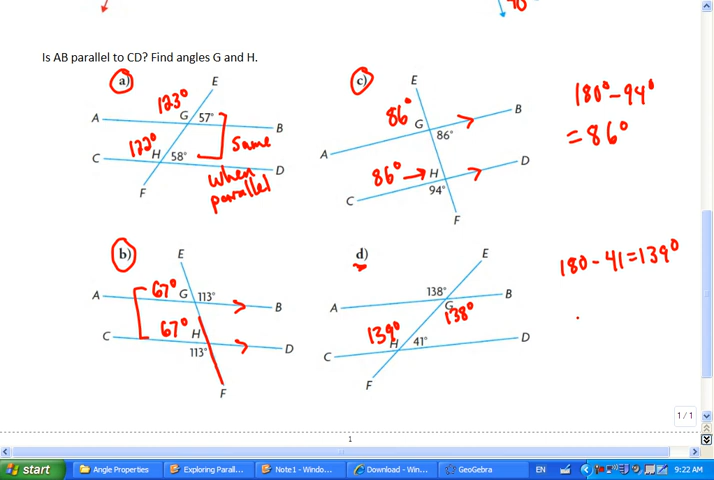 Is AB parallel to CD? Find angles G and H.
a)
E
123°
G 57°
A
B
Same
122°
C
H 58°
D
when
parallel
F
c)
E
86°
G
86°
A
B
86° → H
D
C
94°
F
180° - 94°
= 86°
b)
E
67°
G 113°
A
B
67° H
C
D
113°
F
d)
E
138°
G
A
B
138°
139°
H 41°
C
D
F
180 - 41 = 139°
1 / 1
1
start
Angle Properties
Exploring Parall...
Note1 - Windo...
Download - Win...
GeoGebra
EN
9:22 AM